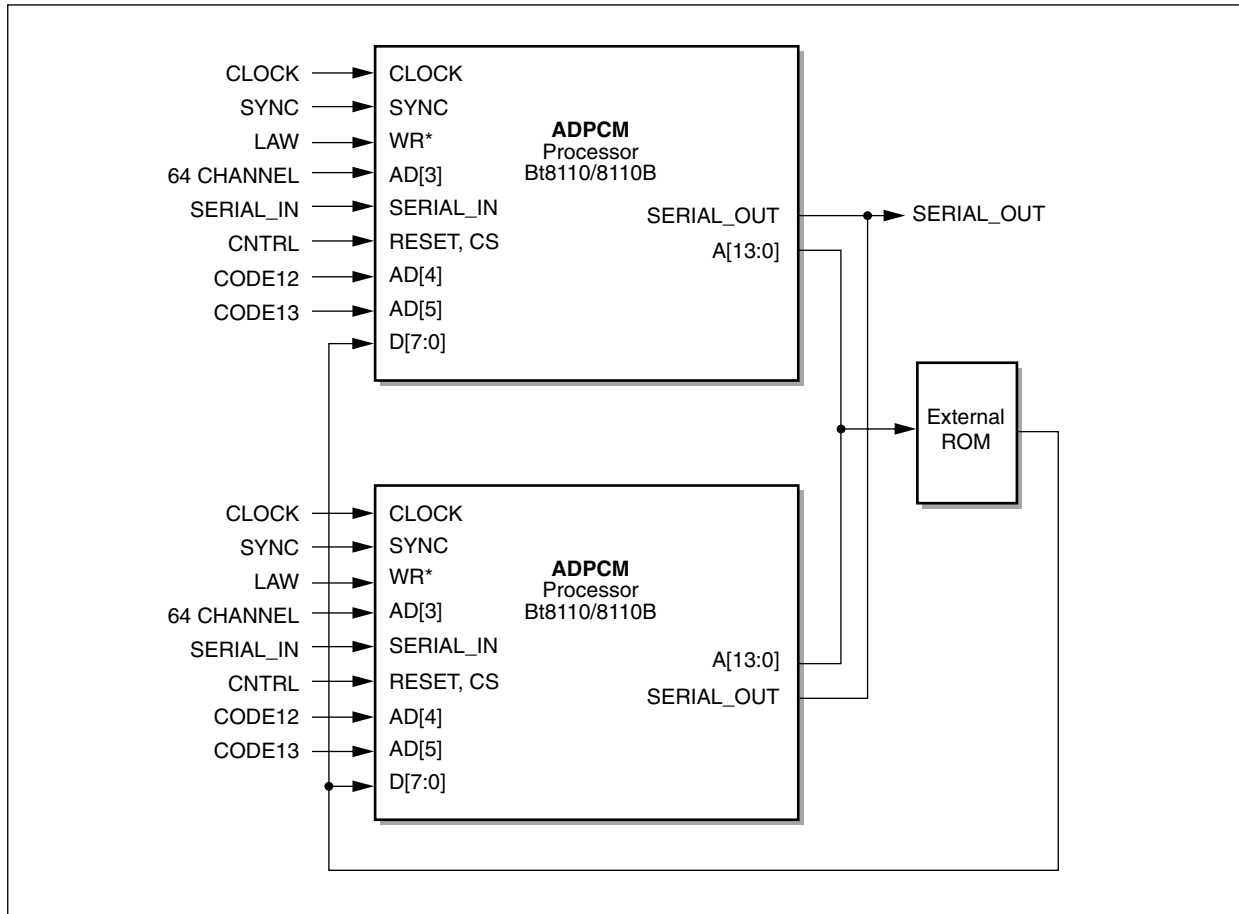 CLOCK
SYNC
LAW
64 CHANNEL
SERIAL_IN
CNTRL
CODE12
CODE13
CLOCK
SYNC
WR*
AD[3]
SERIAL_IN
RESET, CS
AD[4]
AD[5]
D[7:0]
ADPCM
Processor
Bt8110/8110B
SERIAL_OUT
A[13:0]
SERIAL_OUT
External
ROM
CLOCK
SYNC
LAW
64 CHANNEL
SERIAL_IN
CNTRL
CODE12
CODE13
CLOCK
SYNC
WR*
AD[3]
SERIAL_IN
RESET, CS
AD[4]
AD[5]
D[7:0]
ADPCM
Processor
Bt8110/8110B
A[13:0]
SERIAL_OUT